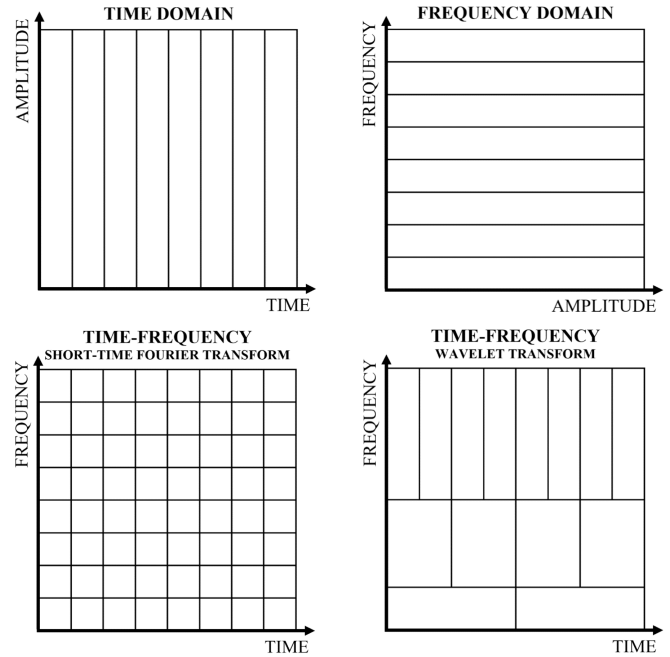 TIME DOMAIN
AMPLITUDE
TIME
FREQUENCY DOMAIN
FREQUENCY
AMPLITUDE
TIME-FREQUENCY
SHORT-TIME FOURIER TRANSFORM
FREQUENCY
TIME
TIME-FREQUENCY
WAVELET TRANSFORM
FREQUENCY
TIME